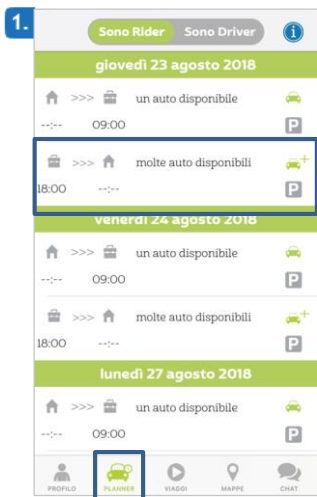 1.
Sono Rider Sono Driver i
giovedì 23 agosto 2018
>>> un auto disponibile
--:-- 09:00 P
>>> molte auto disponibili +
18:00 --:-- P
venerdì 24 agosto 2018
>>> un auto disponibile
--:-- 09:00 P
>>> molte auto disponibili +
18:00 --:-- P
lunedì 27 agosto 2018
>>> un auto disponibile
--:-- 09:00 P
PROFILO PLANNER VIAGGI MAPPE CHAT